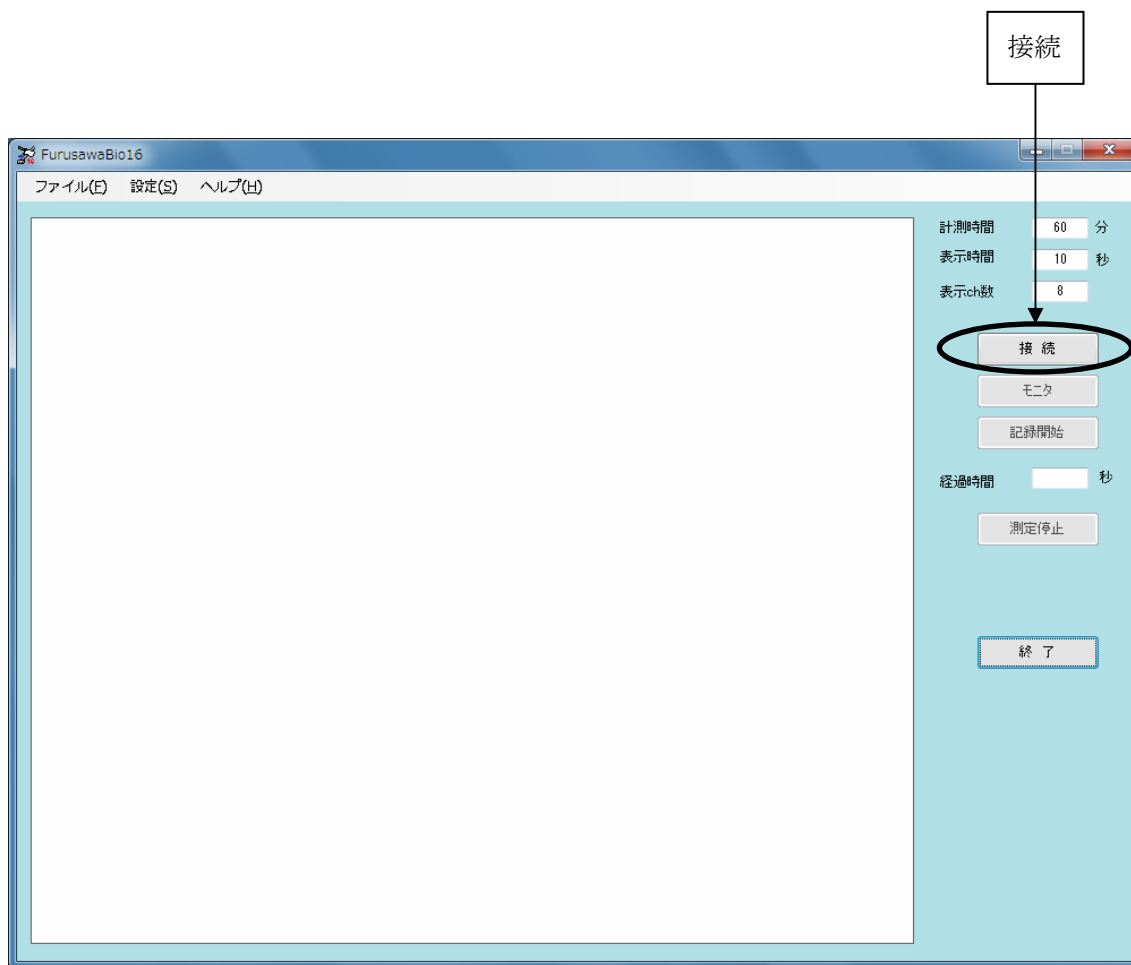 接続
FurusawaBio16
ファイル(F) 設定(S) ヘルプ(H)
計測時間 60 分
表示時間 10 秒
表示ch数 8
接 続
モニタ
記録開始
経過時間 秒
測定停止
終 了